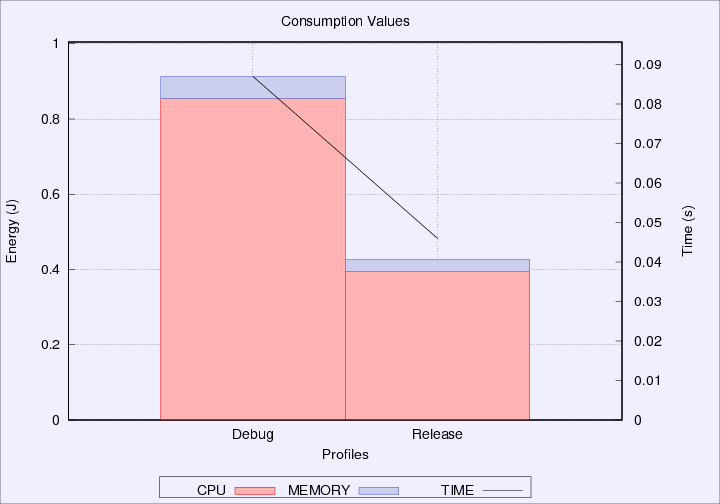 Consumption Values
1
0.8
0.6
0.4
0.2
0
Energy (J)
0.09
0.08
0.07
0.06
0.05
0.04
0.03
0.02
0.01
0
Time (s)
Debug Release
Profiles
CPU MEMORY TIME